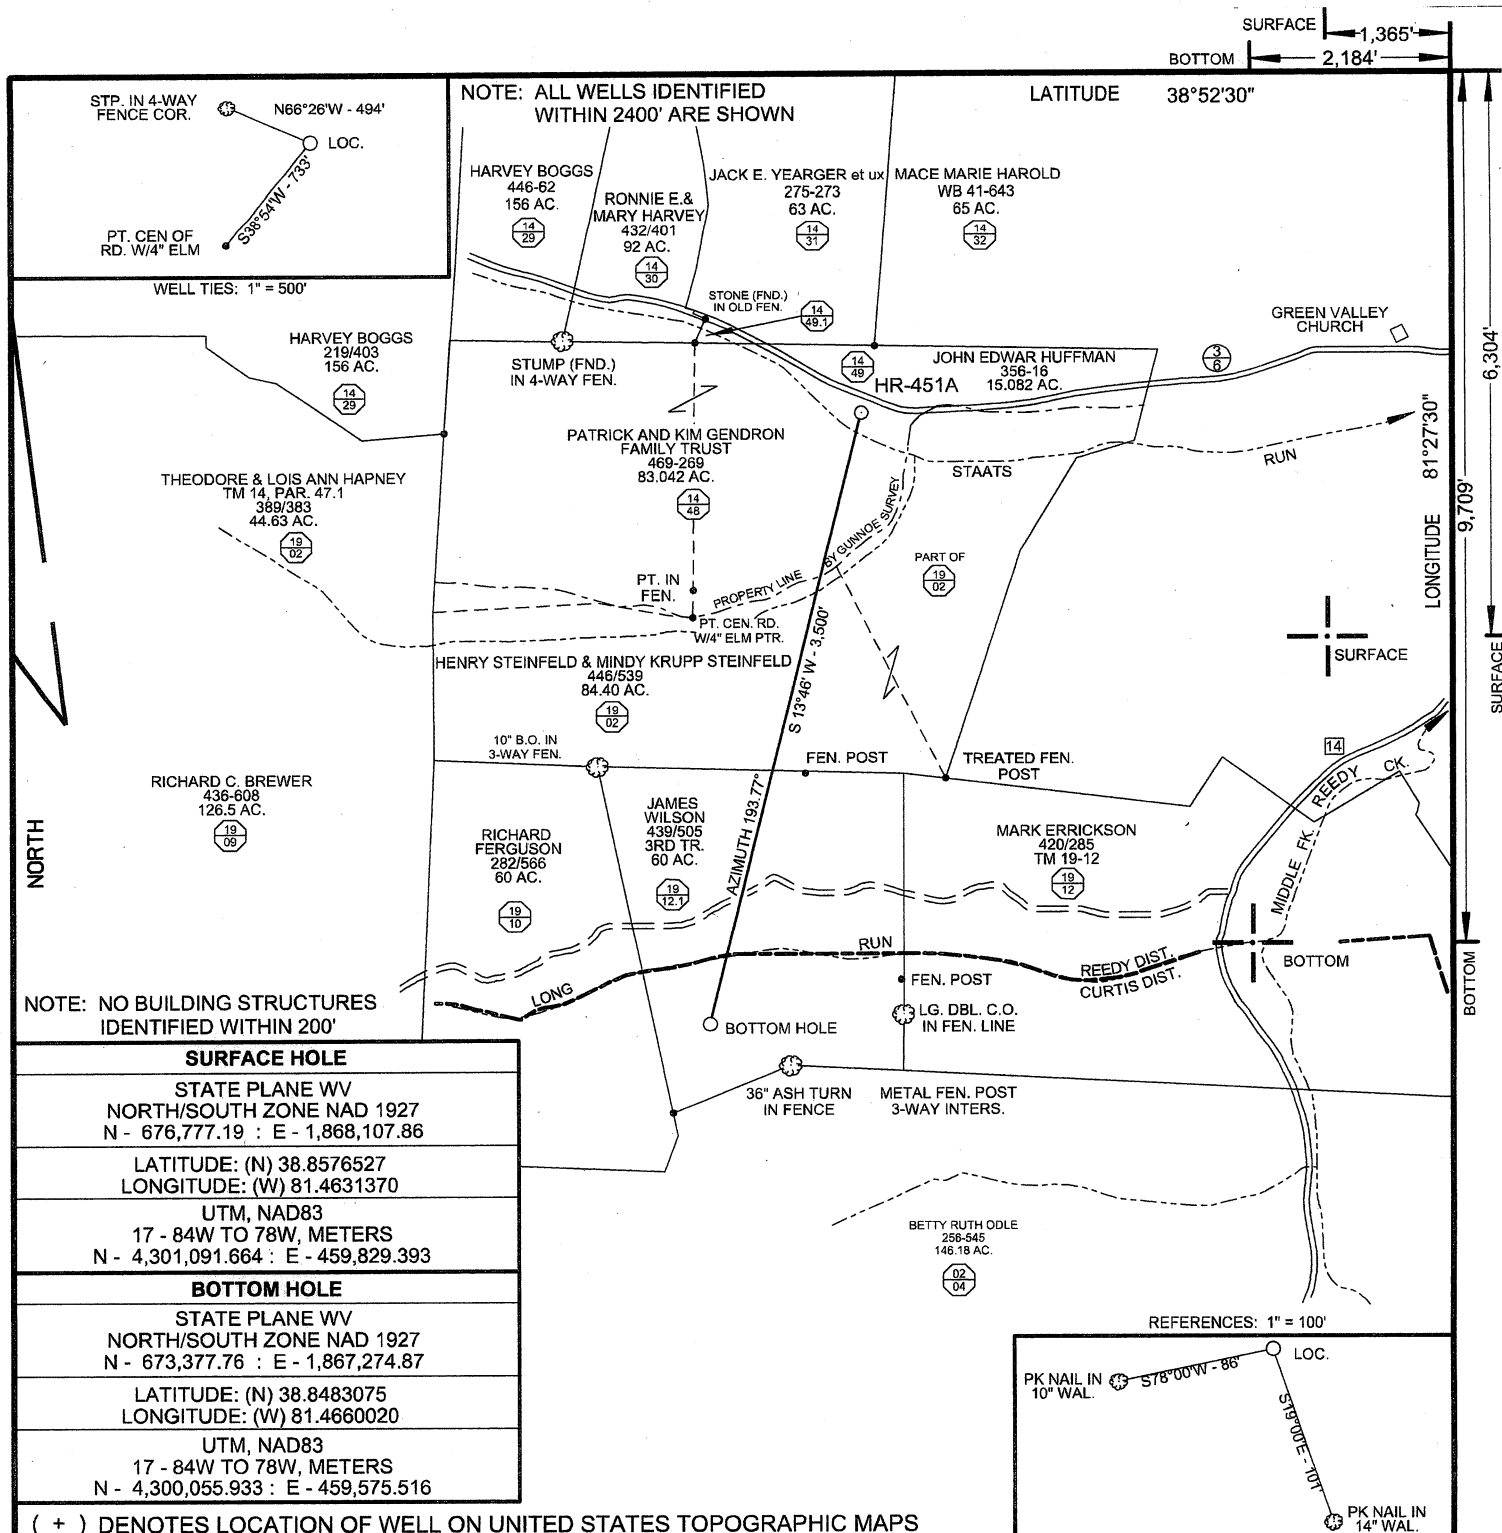 SURFACE
1,365'
BOTTOM
2,184'
STP. IN 4-WAY
FENCE COR.
N66°26'W - 494'
LOC.
S38°54'W - 733'
PT. CEN OF
RD. W/4" ELM
WELL TIES: 1" = 500'
NOTE: ALL WELLS IDENTIFIED
WITHIN 2400' ARE SHOWN
LATITUDE 38°52'30"
HARVEY BOGGS
446-62
156 AC.
14
29
RONNIE E.&
MARY HARVEY
432/401
92 AC.
14
30
JACK E. YEARGER et ux
275-273
63 AC.
14
31
MACE MARIE HAROLD
WB 41-643
65 AC.
14
32
STONE (FND.)
IN OLD FEN.
14
49.1
GREEN VALLEY
CHURCH
3
6
HARVEY BOGGS
219/403
156 AC.
14
29
STUMP (FND.)
IN 4-WAY FEN.
14
49
JOHN EDWAR HUFFMAN
356-16
15.082 AC.
HR-451A
6,304'
SURFACE
9,709'
BOTTOM
LONGITUDE 81°27'30"
PATRICK AND KIM GENDRON
FAMILY TRUST
469-269
83.042 AC.
14
48
STAATS
RUN
THEODORE & LOIS ANN HAPNEY
TM 14, PAR. 47.1
389/383
44.63 AC.
19
02
PROPERTY LINE BY GUNNOE SURVEY
PART OF
19
02
PT. IN
FEN.
PT. CEN. RD.
W/4" ELM PTR.
S 13°46' W - 3,500'
SURFACE
HENRY STEINFELD & MINDY KRUPP STEINFELD
446/539
84.40 AC.
19
02
10" B.O. IN
3-WAY FEN.
FEN. POST
TREATED FEN.
POST
14
REEDY CK.
MIDDLE FK.
RICHARD C. BREWER
436-608
126.5 AC.
19
09
NORTH
RICHARD
FERGUSON
282/566
60 AC.
19
10
JAMES
WILSON
439/505
3RD TR.
60 AC.
19
12.1
AZIMUTH 193.77°
MARK ERRICKSON
420/285
TM 19-12
19
12
LONG
RUN
REEDY DIST.
CURTIS DIST.
BOTTOM
FEN. POST
LG. DBL. C.O.
IN FEN. LINE
BOTTOM HOLE
NOTE: NO BUILDING STRUCTURES
IDENTIFIED WITHIN 200'
36" ASH TURN
IN FENCE
METAL FEN. POST
3-WAY INTERS.
SURFACE HOLE
STATE PLANE WV
NORTH/SOUTH ZONE NAD 1927
N - 676,777.19 : E - 1,868,107.86
LATITUDE: (N) 38.8576527
LONGITUDE: (W) 81.4631370
UTM, NAD83
17 - 84W TO 78W, METERS
N - 4,301,091.664 : E - 459,829.393
BOTTOM HOLE
STATE PLANE WV
NORTH/SOUTH ZONE NAD 1927
N - 673,377.76 : E - 1,867,274.87
LATITUDE: (N) 38.8483075
LONGITUDE: (W) 81.4660020
UTM, NAD83
17 - 84W TO 78W, METERS
N - 4,300,055.933 : E - 459,575.516
BETTY RUTH ODLE
256-545
146.18 AC.
02
04
REFERENCES: 1" = 100'
LOC.
PK NAIL IN
10" WAL.
S78°00'W - 86'
S19°00'E - 101'
PK NAIL IN
14" WAL.
( + ) DENOTES LOCATION OF WELL ON UNITED STATES TOPOGRAPHIC MAPS